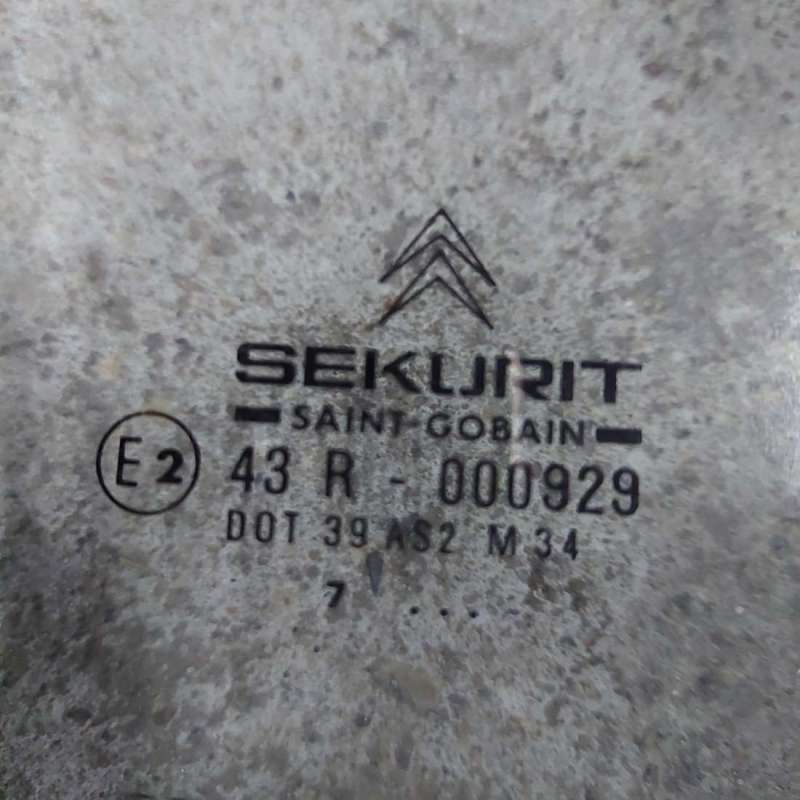 SEKURIT
SAINT-GOBAIN
E2 43 R - 000929
DOT 39 AS2 M 34
7 ...